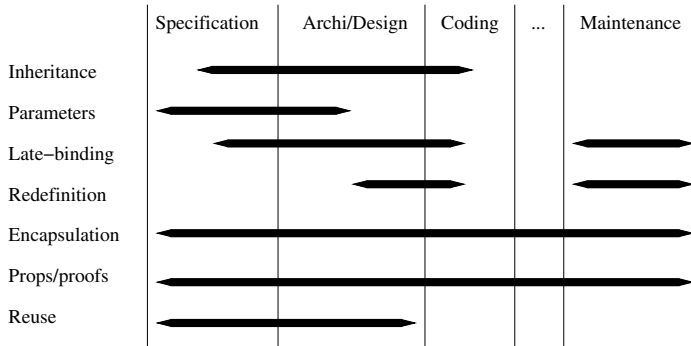 Specification Archi/Design Coding ... Maintenance
Inheritance
Parameters
Late−binding
Redefinition
Encapsulation
Props/proofs
Reuse